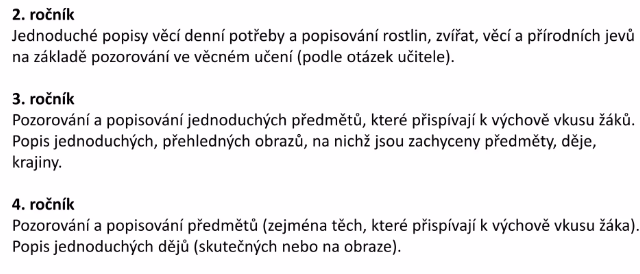 2. ročník
Jednoduché popisy věcí denní potřeby a popisování rostlin, zvířat, věcí a přírodních jevů
na základě pozorování ve věcném učení (podle otázek učitele).
3. ročník
Pozorování a popisování jednoduchých předmětů, které přispívají k výchově vkusu žáků.
Popis jednoduchých, přehledných obrazů, na nichž jsou zachyceny předměty, děje,
krajiny.
4. ročník
Pozorování a popisování předmětů (zejména těch, které přispívají k výchově vkusu žáka).
Popis jednoduchých dějů (skutečných nebo na obraze).